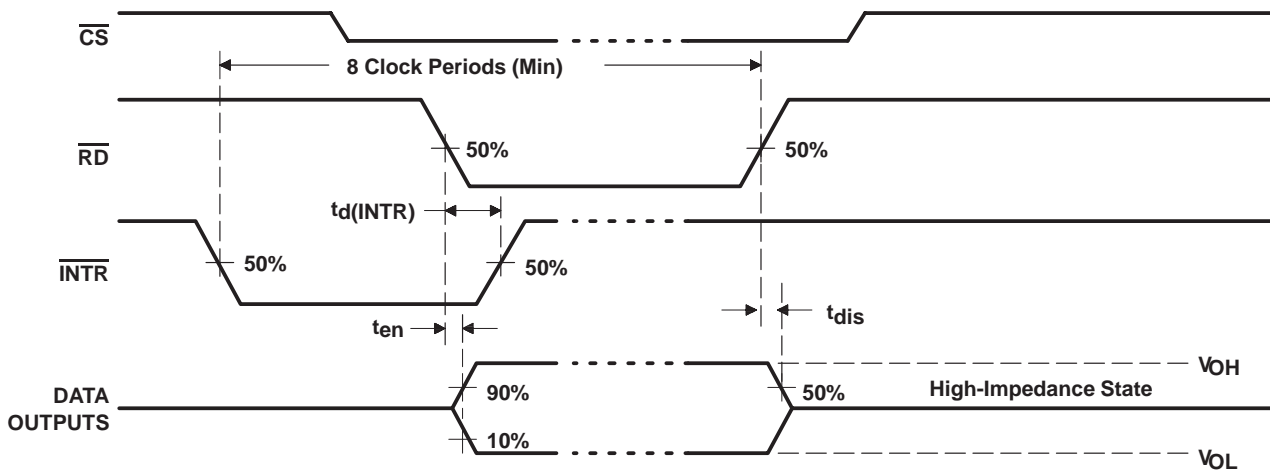 CS
8 Clock Periods (Min)
RD
50%
50%
td(INTR)
INTR
50%
50%
ten
tdis
VOH
DATA
OUTPUTS
90%
50%
High-Impedance State
10%
VOL